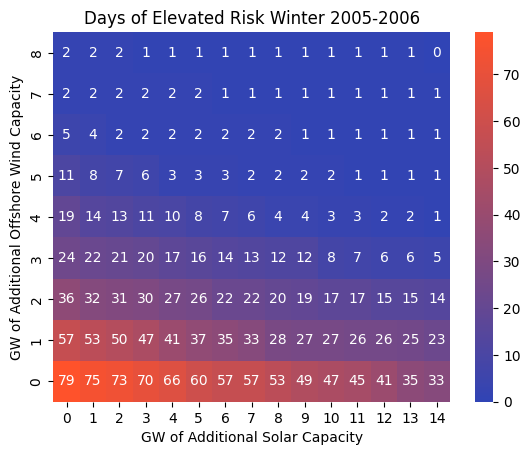 Days of Elevated Risk Winter 2005-2006
GW of Additional Offshore Wind Capacity
8 2 2 2 1 1 1 1 1 1 1 1 1 1 1 0
7 2 2 2 2 2 2 1 1 1 1 1 1 1 1 1
6 5 4 2 2 2 2 2 2 2 1 1 1 1 1 1
5 11 8 7 6 3 3 3 2 2 2 2 1 1 1 1
4 19 14 13 11 10 8 7 6 4 4 3 3 2 2 1
3 24 22 21 20 17 16 14 13 12 12 8 7 6 6 5
2 36 32 31 30 27 26 22 22 20 19 17 17 15 15 14
1 57 53 50 47 41 37 35 33 28 27 27 26 26 25 23
0 79 75 73 70 66 60 57 57 53 49 47 45 41 35 33
0 1 2 3 4 5 6 7 8 9 10 11 12 13 14
GW of Additional Solar Capacity
70
60
50
40
30
20
10
0